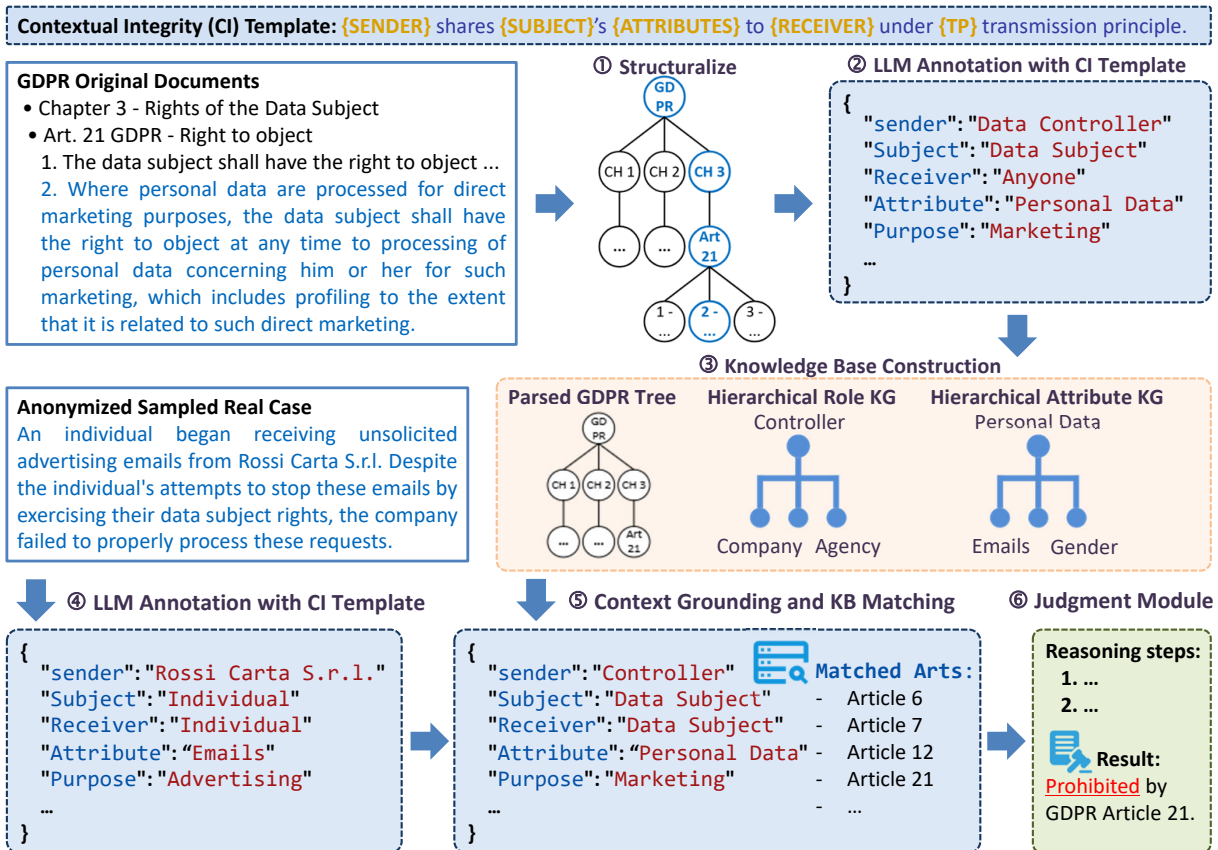 Contextual Integrity (CI) Template: {SENDER} shares {SUBJECT}'s {ATTRIBUTES} to {RECEIVER} under {TP} transmission principle.
GDPR Original Documents
• Chapter 3 - Rights of the Data Subject
• Art. 21 GDPR - Right to object
1. The data subject shall have the right to object ...
2. Where personal data are processed for direct
marketing purposes, the data subject shall have
the right to object at any time to processing of
personal data concerning him or her for such
marketing, which includes profiling to the extent
that it is related to such direct marketing.
① Structuralize
GD
PR
CH 1
CH 2
CH 3
...
...
Art
21
1 -
...
2 -
...
3 -
...
② LLM Annotation with CI Template
{
"sender":"Data Controller"
"Subject":"Data Subject"
"Receiver":"Anyone"
"Attribute":"Personal Data"
"Purpose":"Marketing"
…
}
③ Knowledge Base Construction
Parsed GDPR Tree
GD
PR
CH 1
CH 2
CH 3
...
...
Art
21
Hierarchical Role KG
Controller
Company Agency
Hierarchical Attribute KG
Personal Data
Emails Gender
Anonymized Sampled Real Case
An individual began receiving unsolicited
advertising emails from Rossi Carta S.r.l. Despite
the individual's attempts to stop these emails by
exercising their data subject rights, the company
failed to properly process these requests.
④ LLM Annotation with CI Template
{
"sender":"Rossi Carta S.r.l."
"Subject":"Individual"
"Receiver":"Individual"
"Attribute":“Emails"
"Purpose":"Advertising"
…
}
⑤ Context Grounding and KB Matching
{
"sender":"Controller"
"Subject":"Data Subject"
"Receiver":"Data Subject"
"Attribute":“Personal Data"
"Purpose":"Marketing"
…
}
Matched Arts:
- Article 6
- Article 7
- Article 12
- Article 21
- …
⑥ Judgment Module
Reasoning steps:
1. …
2. …
Result:
Prohibited by
GDPR Article 21.